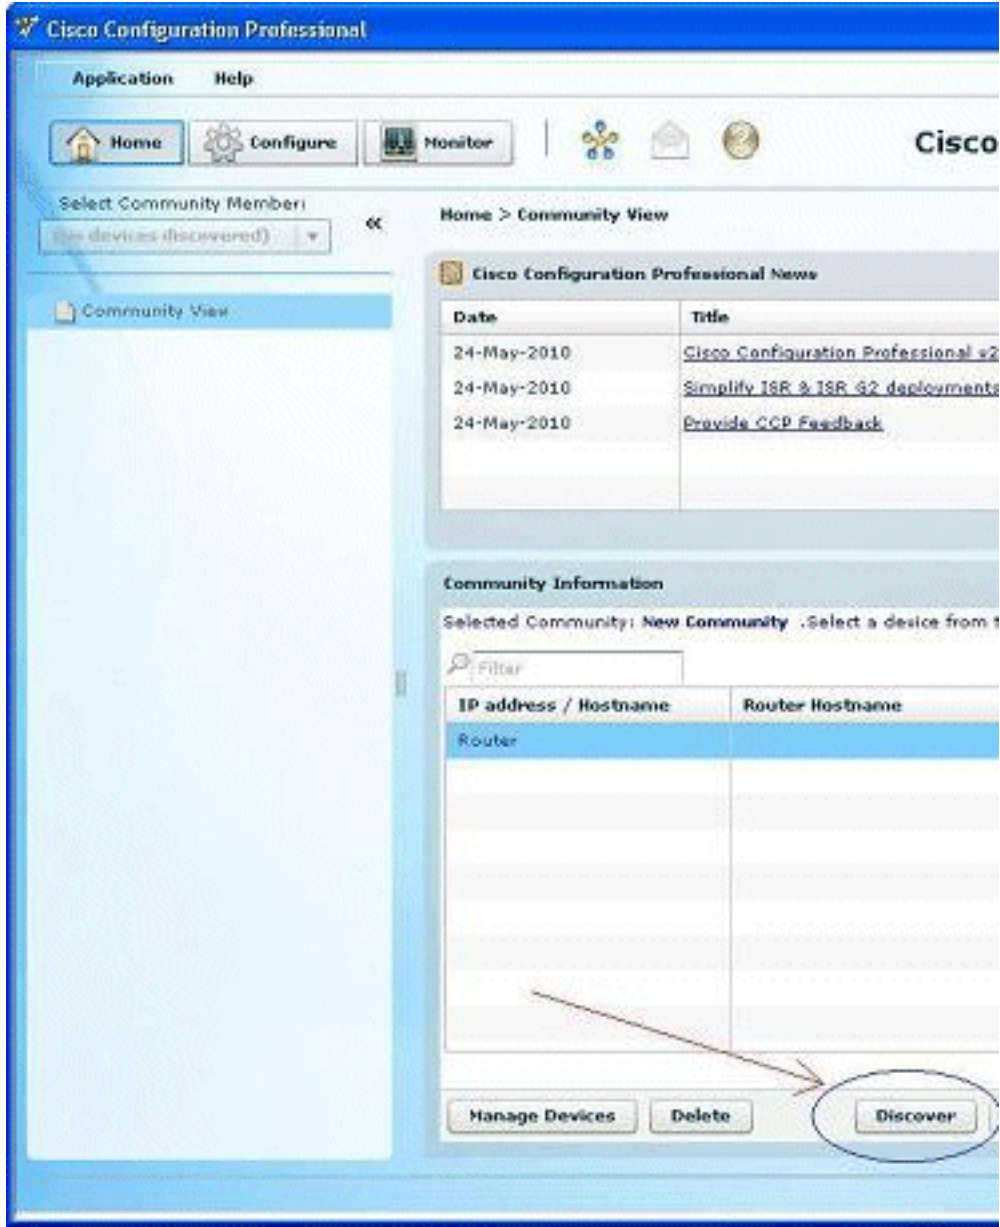 Cisco Configuration Professional
Application Help
Home Configure Monitor Cisco
Select Community Member:
devices discovered)
Community View
Home > Community View
Cisco Configuration Professional News
Date Title
24-May-2010 Cisco Configuration Professional v2
24-May-2010 Simplify ISR & ISR G2 deployments
24-May-2010 Provide CCP Feedback
Community Information
Selected Community: New Community .Select a device from t
Filter
IP address / Hostname Router Hostname
Router
Manage Devices Delete Discover